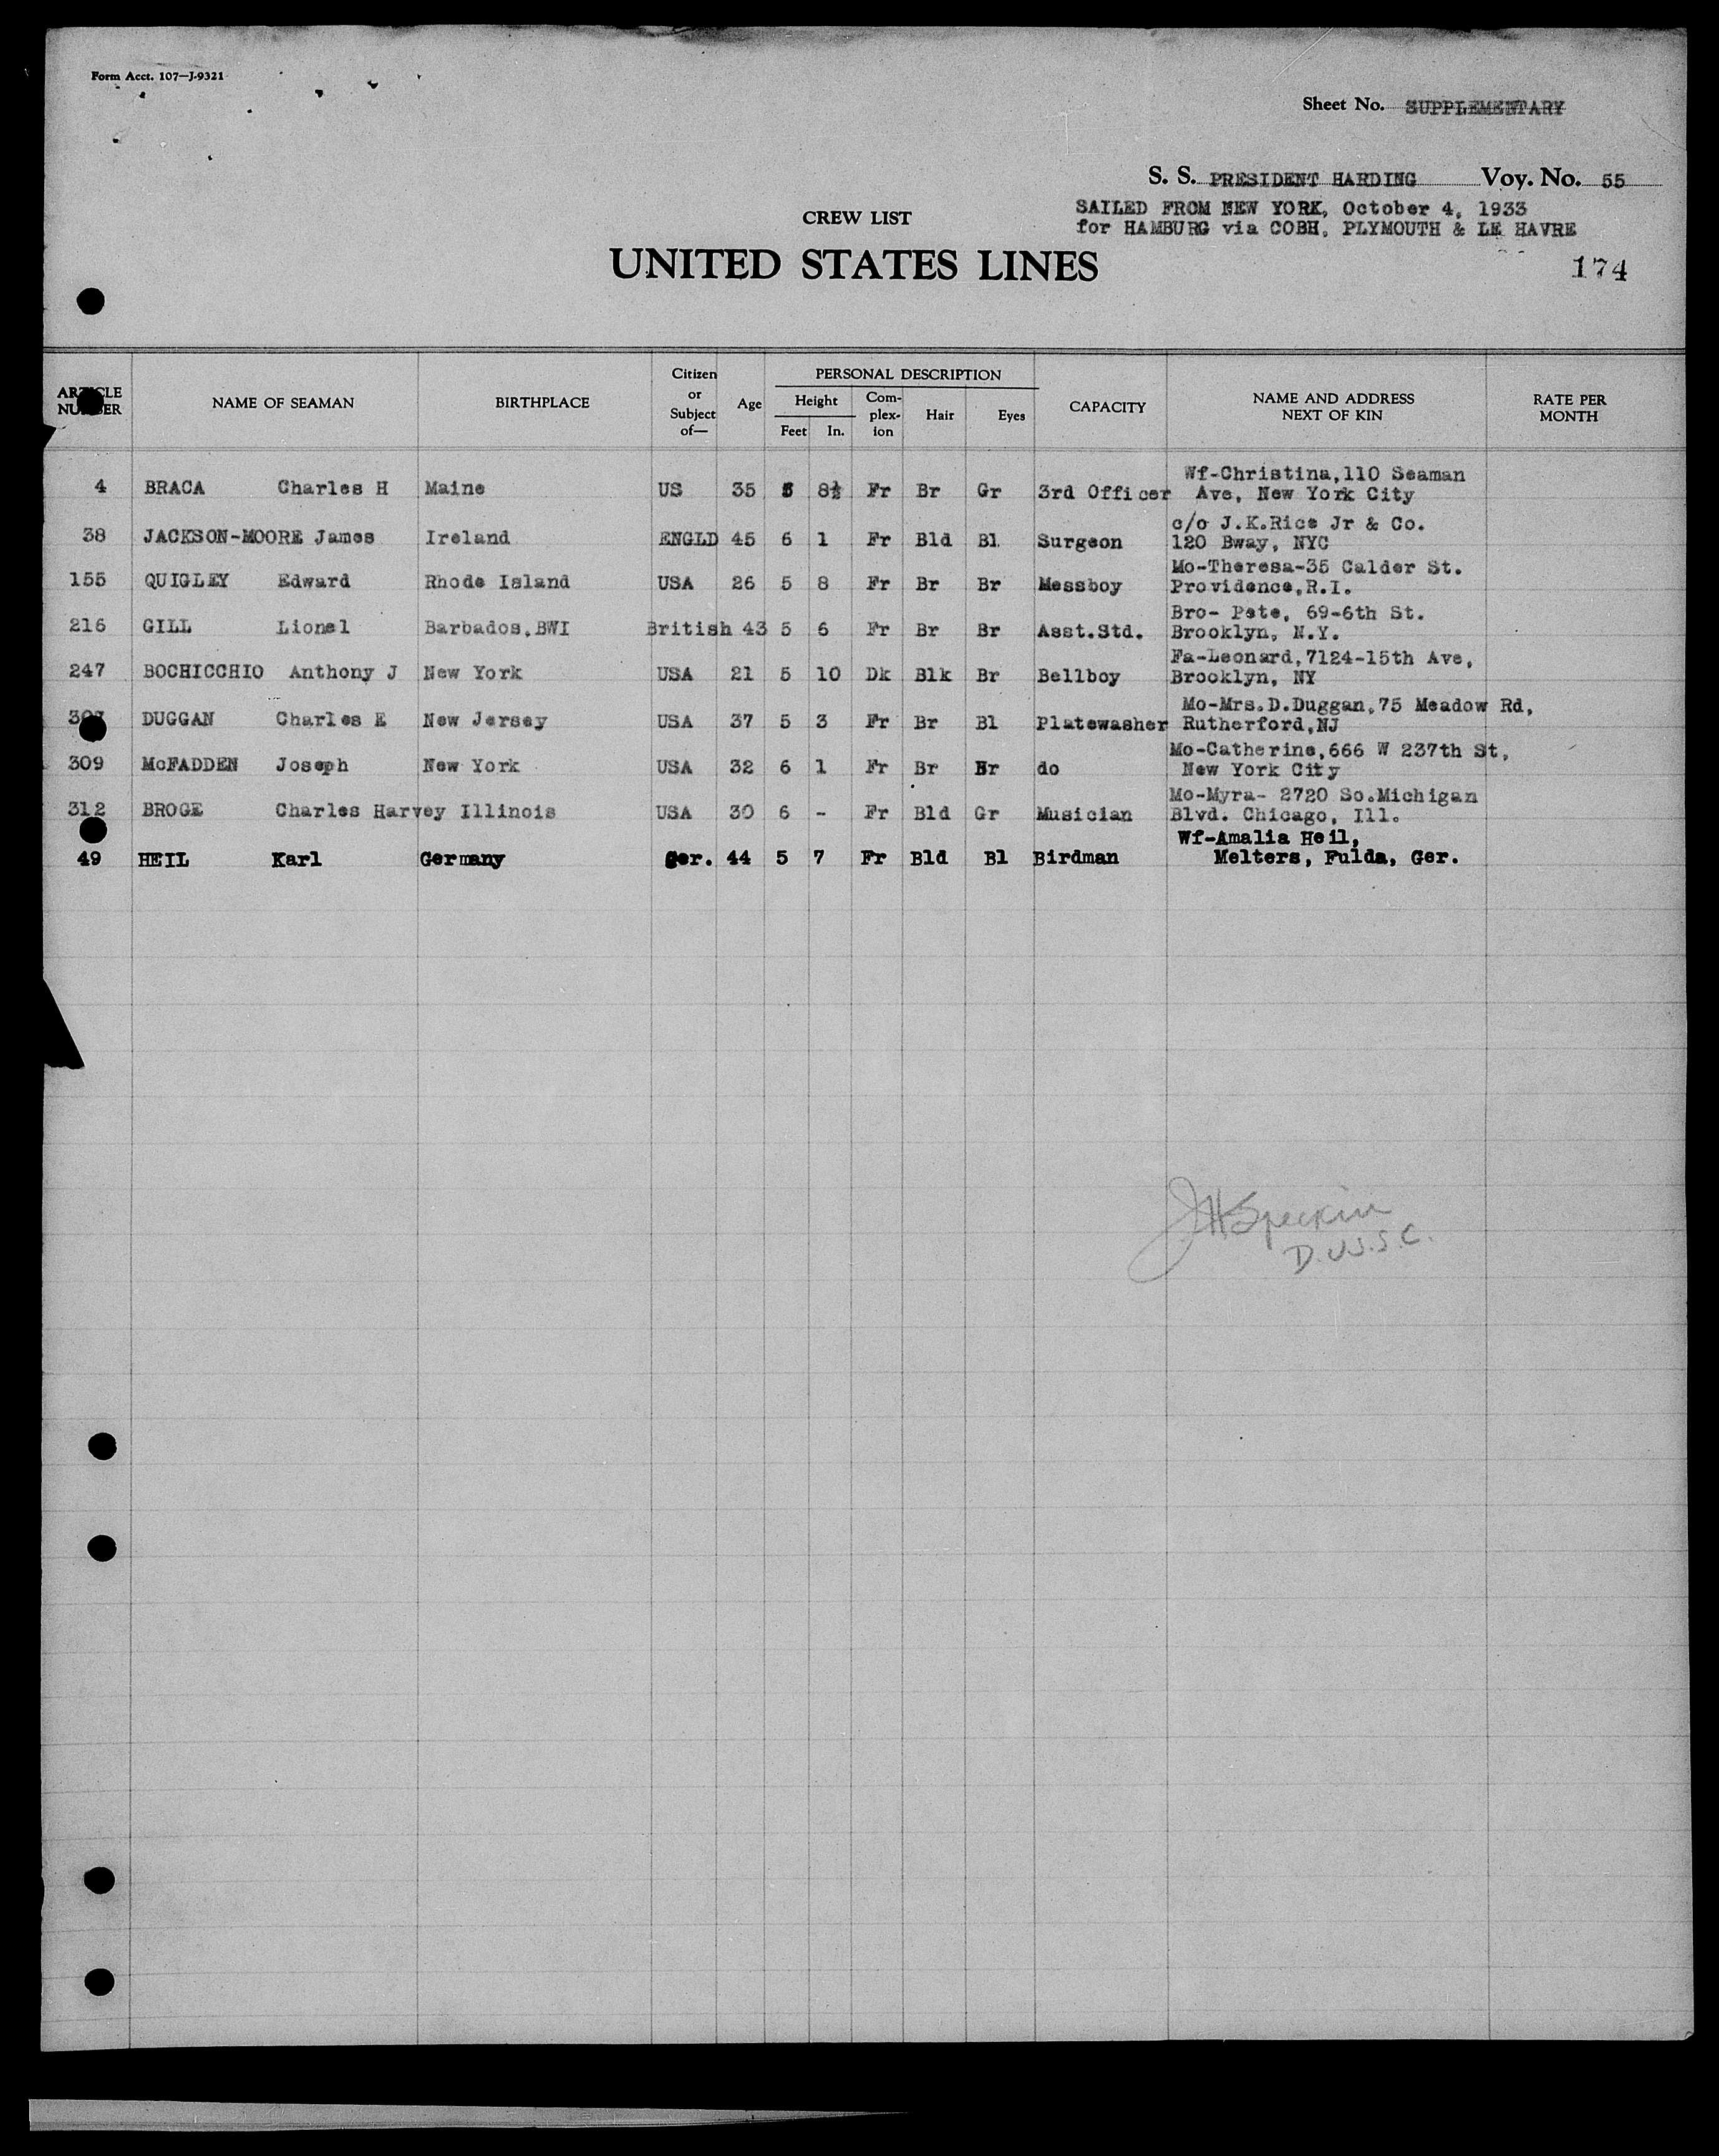 Form Acct. 107—J-9321
Sheet No. SUPPLEMENTARY
S. S. PRESIDENT HARDING Voy. No. 55
SAILED FROM NEW YORK, October 4, 1933
for HAMBURG via COBH, PLYMOUTH & LE HAVRE
CREW LIST
UNITED STATES LINES
174
ARTICLE NUMBER NAME OF SEAMAN BIRTHPLACE Citizen or Subject of— Age PERSONAL DESCRIPTION Height Feet In. Com-plex-ion Hair Eyes CAPACITY NAME AND ADDRESS NEXT OF KIN RATE PER MONTH
Wf-Christina,110 Seaman
4 BRACA Charles H Maine US 35 5 8½ Fr Br Gr 3rd Officer Ave, New York City
c/o J.K.Rice Jr & Co.
38 JACKSON-MOORE James Ireland ENGLD 45 6 1 Fr Bld Bl Surgeon 120 Bway, NYC
Mo-Theresa-35 Calder St.
155 QUIGLEY Edward Rhode Island USA 26 5 8 Fr Br Br Messboy Providence,R.I.
Bro- Pete, 69-6th St.
216 GILL Lionel Barbados,BWI British 43 5 6 Fr Br Br Asst.Std. Brooklyn, N.Y.
Fa-Leonard,7124-15th Ave,
247 BOCHICCHIO Anthony J New York USA 21 5 10 Dk Blk Br Bellboy Brooklyn, NY
Mo-Mrs.D.Duggan,75 Meadow Rd,
DUGGAN Charles E New Jersey USA 37 5 3 Fr Br Bl Platewasher Rutherford,NJ
Mo-Catherine,666 W 237th St,
309 McFADDEN Joseph New York USA 32 6 1 Fr Br Br do New York City
Mo-Myra- 2720 So.Michigan
312 BROGE Charles Harvey Illinois USA 30 6 - Fr Bld Gr Musician Blvd. Chicago, Ill.
Wf-Amalia Heil,
49 HEIL Karl Germany Ger. 44 5 7 Fr Bld Bl Birdman Melters, Fulda, Ger.
JHSpeckin
D.U.S.S.C.